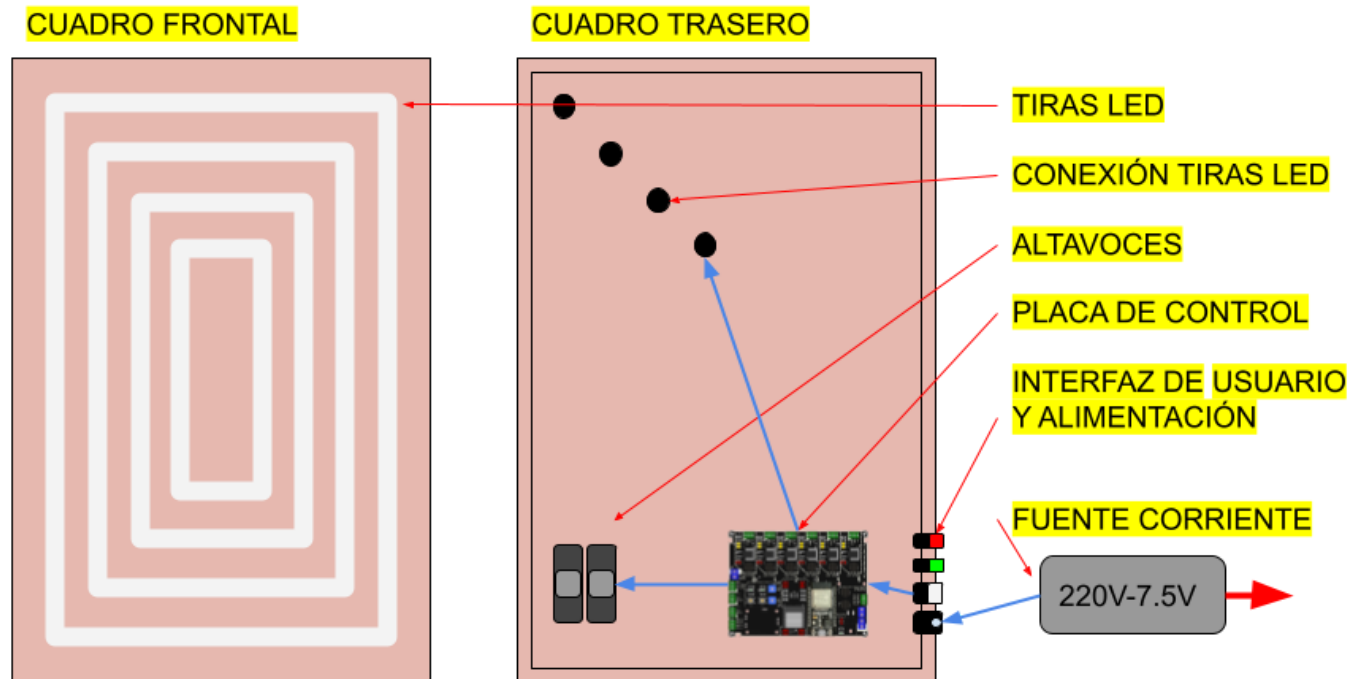 CUADRO FRONTAL
CUADRO TRASERO
TIRAS LED
CONEXIÓN TIRAS LED
ALTAVOCES
PLACA DE CONTROL
INTERFAZ DE USUARIO
Y ALIMENTACIÓN
FUENTE CORRIENTE
220V-7.5V